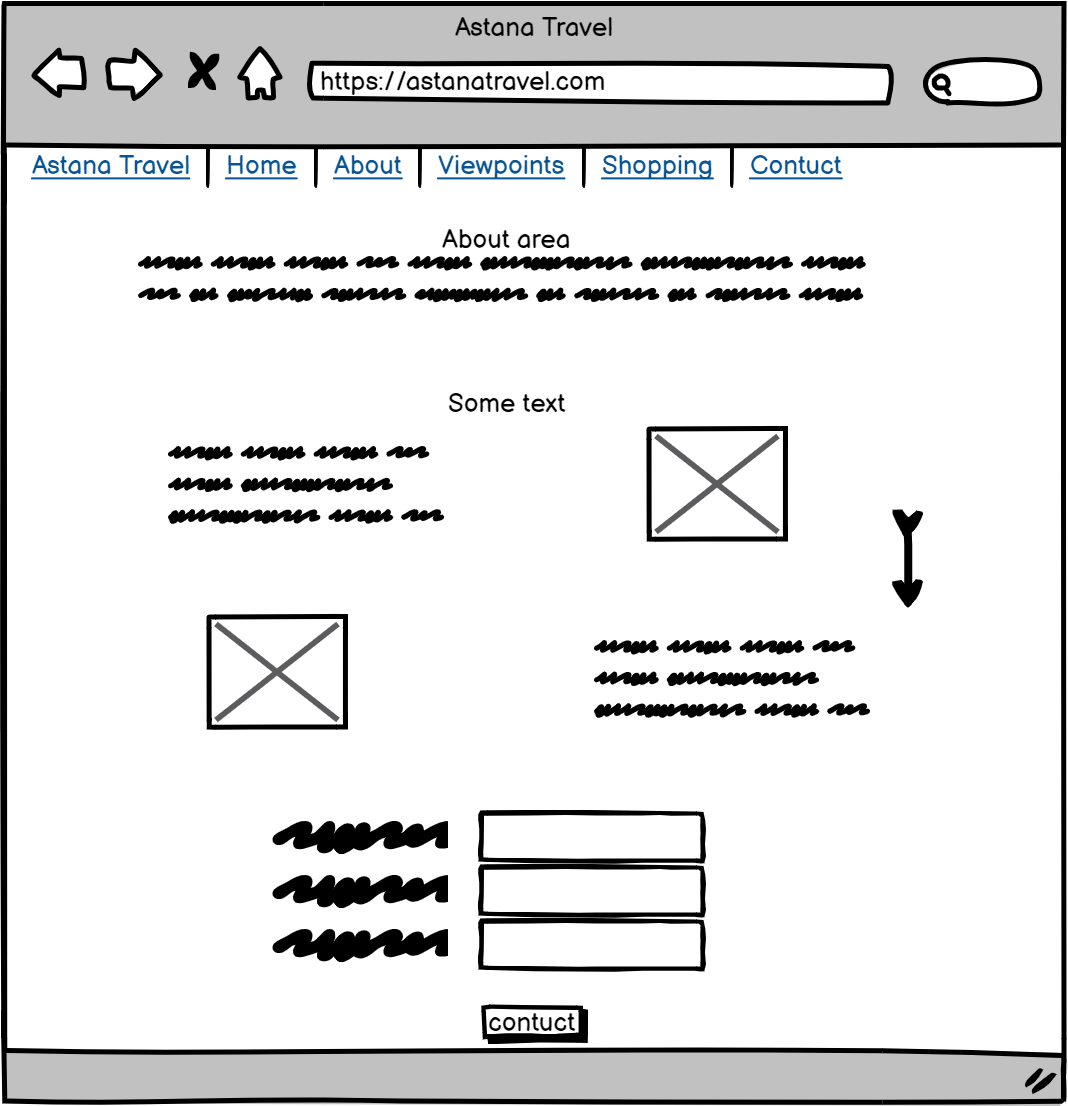 Astana Travel
https://astanatravel.com
Astana Travel Home About Viewpoints Shopping Contuct
About area
Some text
contuct